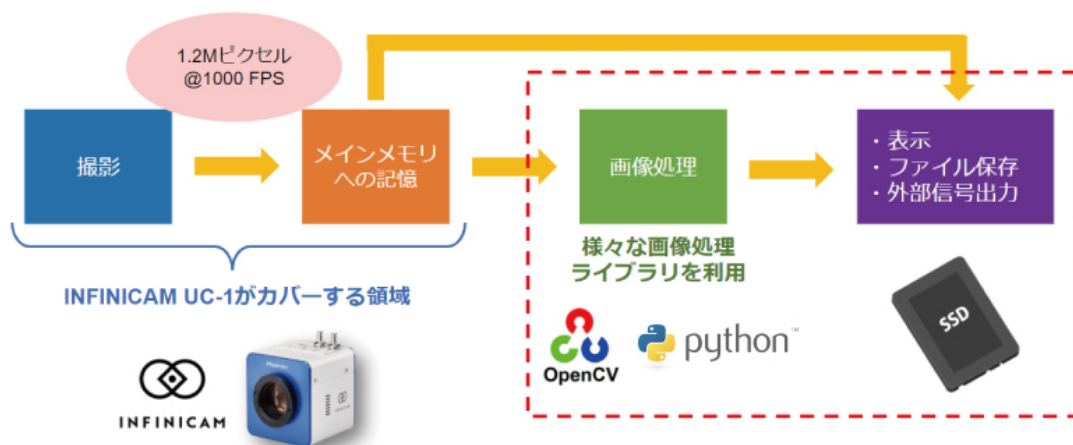 1.2Mピクセル
@1000 FPS
撮影
メインメモリ
への記憶
画像処理
・表示
・ファイル保存
・外部信号出力
様々な画像処理
ライブラリを利用
INFINICAM UC-1がカバーする領域
INFINICAM
Photron
OpenCV
python™
SSD